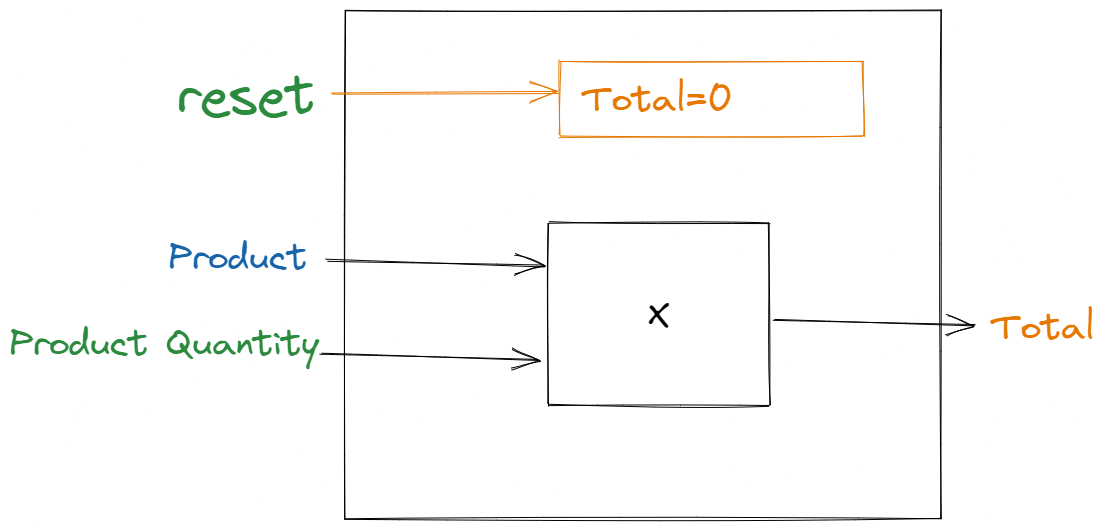 reset
Total=0
Product
x
Product Quantity
Total